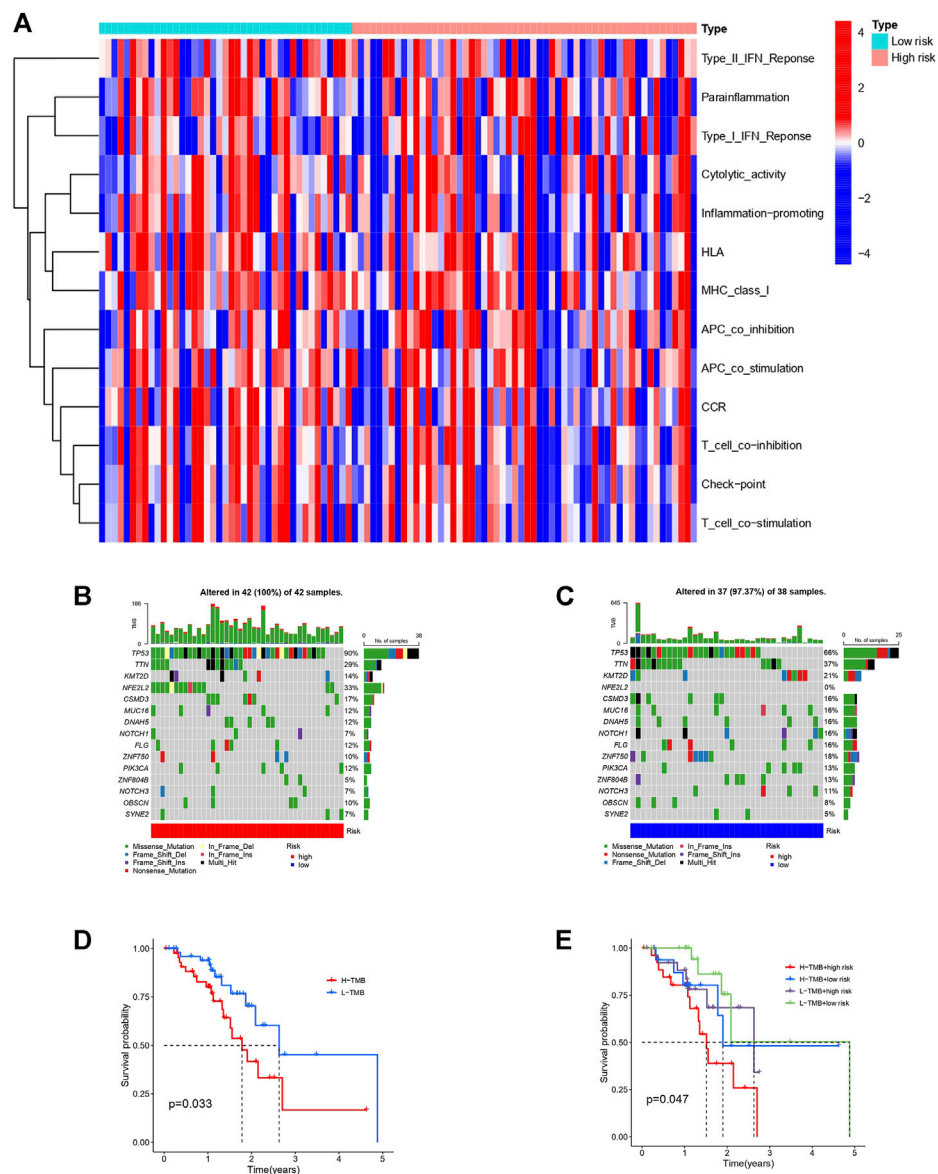 A
Type
Type
Low risk
High risk
4
2
0
-2
-4
Type_II_IFN_Reponse
Parainflammation
Type_I_IFN_Reponse
Cytolytic_activity
Inflammation-promoting
HLA
MHC_class_I
APC_co_inhibition
APC_co_stimulation
CCR
T_cell_co-inhibition
Check-point
T_cell_co-stimulation
B
Altered in 42 (100%) of 42 samples.
186
TMB
0
No. of samples
0 38
TP53 90%
TTN 29%
KMT2D 14%
NFE2L2 33%
CSMD3 17%
MUC16 12%
DNAH5 12%
NOTCH1 7%
FLG 12%
ZNF750 10%
PIK3CA 12%
ZNF804B 5%
NOTCH3 7%
OBSCN 10%
SYNE2 7%
Risk
Missense_Mutation In_Frame_Del Risk
Frame_Shift_Del In_Frame_Ins high
Frame_Shift_Ins Multi_Hit low
Nonsense_Mutation
C
Altered in 37 (97.37%) of 38 samples.
645
TMB
0
No. of samples
0 25
TP53 66%
TTN 37%
KMT2D 21%
NFE2L2 0%
CSMD3 16%
MUC16 16%
DNAH5 16%
NOTCH1 16%
FLG 16%
ZNF750 18%
PIK3CA 13%
ZNF804B 13%
NOTCH3 11%
OBSCN 8%
SYNE2 5%
Risk
Missense_Mutation In_Frame_Ins Risk
Nonsense_Mutation Frame_Shift_Ins high
Frame_Shift_Del Multi_Hit low
D
Survival probability
1.00
0.75
0.50
0.25
0.00
H-TMB
L-TMB
p=0.033
0 1 2 3 4 5
Time(years)
E
Survival probability
1.00
0.75
0.50
0.25
0.00
H-TMB+high risk
H-TMB+low risk
L-TMB+high risk
L-TMB+low risk
p=0.047
0 1 2 3 4 5
Time(years)